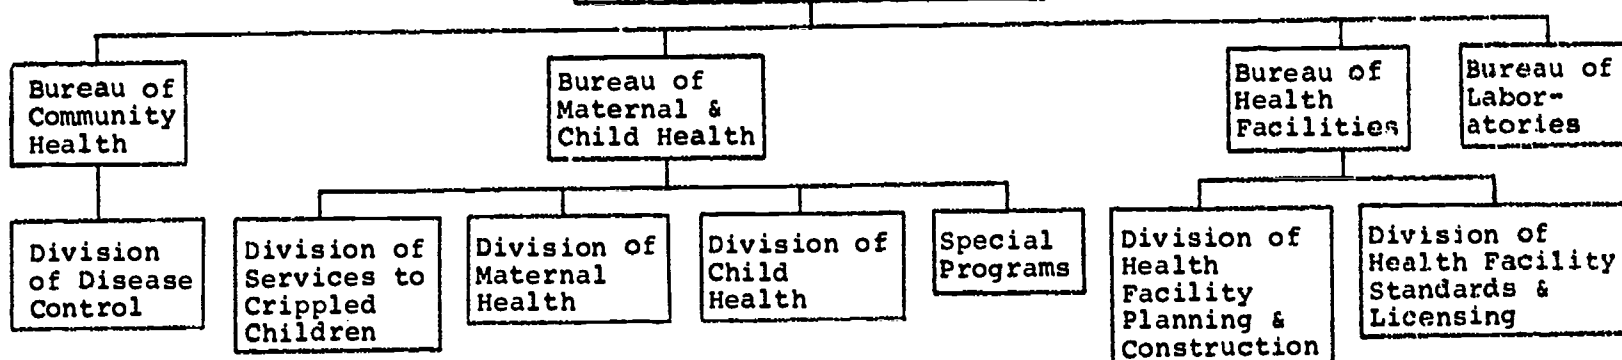 Bureau of
Community
Health
Bureau of
Maternal &
Child Health
Bureau of
Health
Facilities
Bureau of
Labor-
atories
Division
of Disease
Control
Division of
Services to
Crippled
Children
Division of
Maternal
Health
Division of
Child
Health
Special
Programs
Division of
Health
Facility
Planning &
Construction
Division of
Health Facility
Standards &
Licensing